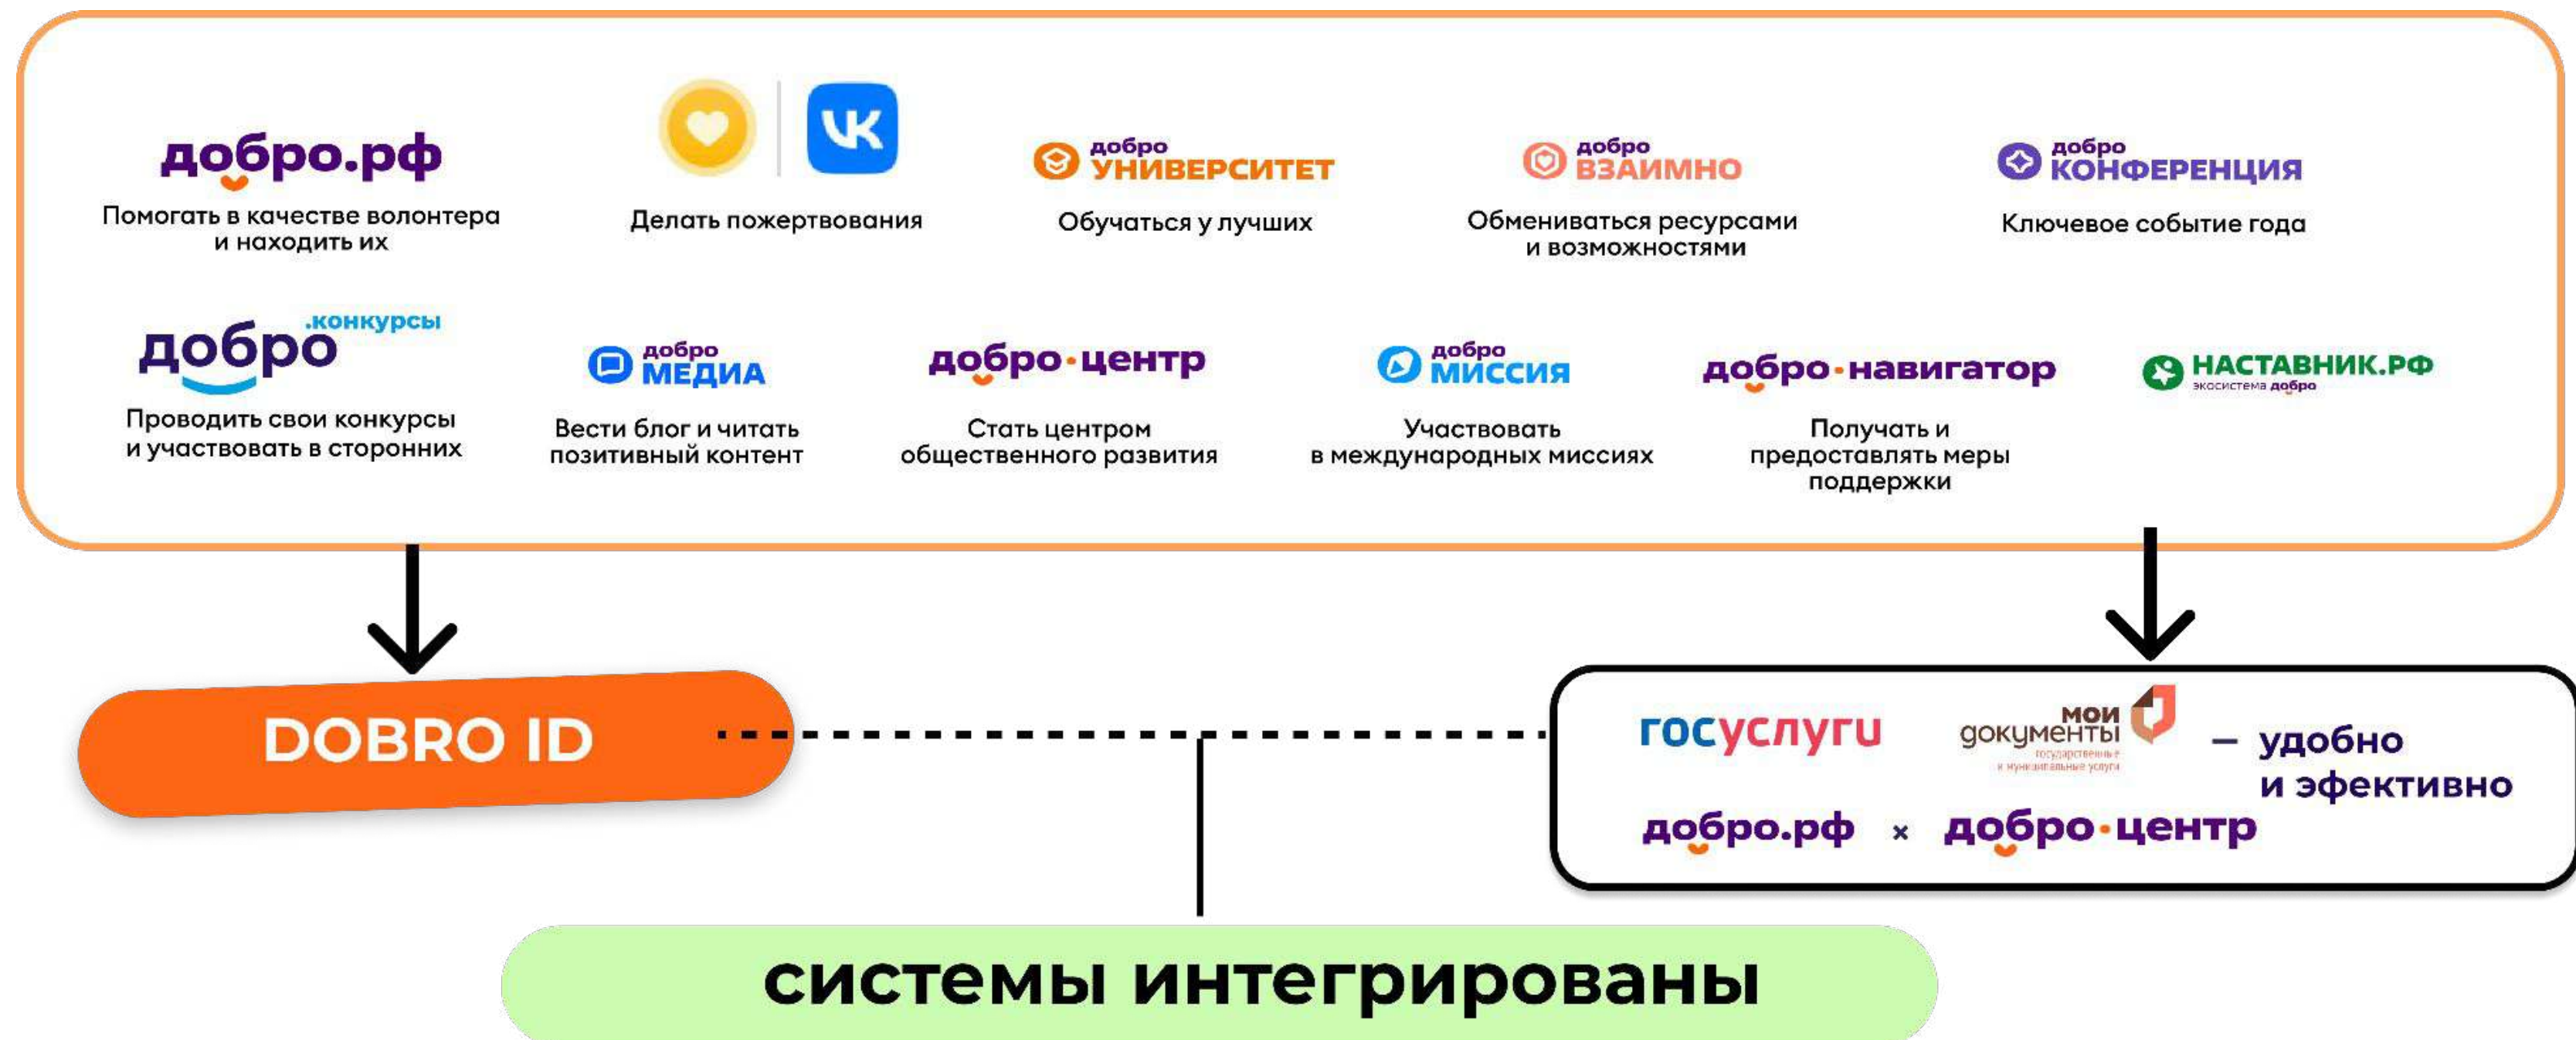 добро.рф
Помогать в качестве волонтера
и находить их
Делать пожертвования
добро
УНИВЕРСИТЕТ
Обучаться у лучших
добро
ВЗАИМНО
Обмениваться ресурсами
и возможностями
добро
КОНФЕРЕНЦИЯ
Ключевое событие года
добро.конкурсы
Проводить свои конкурсы
и участвовать в сторонних
добро
МЕДИА
Вести блог и читать
позитивный контент
добро·центр
Стать центром
общественного развития
добро
МИССИЯ
Участвовать
в международных миссиях
добро·навигатор
Получать и
предоставлять меры
поддержки
НАСТАВНИК.РФ
экосистема добро
DOBRO ID
госуслуги
мои
документы
государственные
и муниципальные услуги
— удобно
и эфективно
добро.рф × добро·центр
системы интегрированы